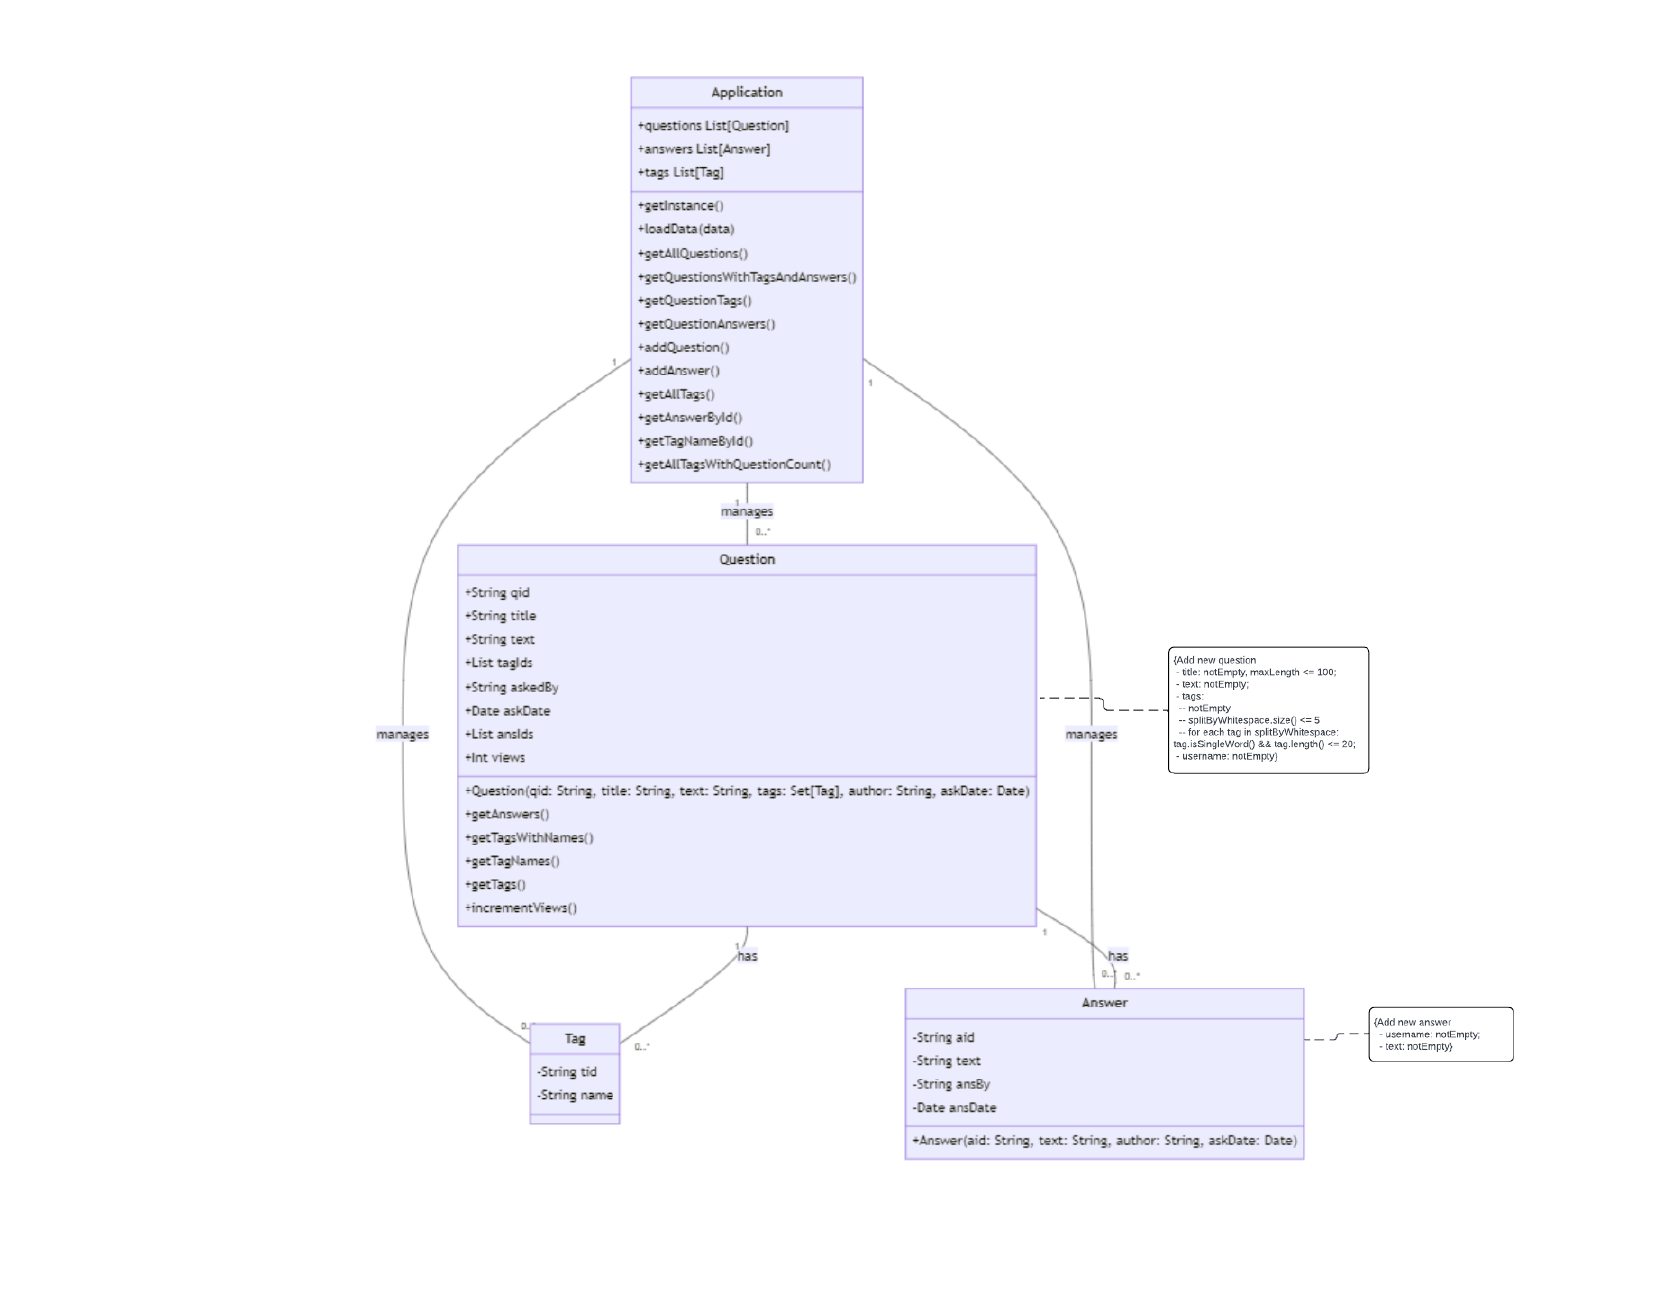 Application
+questions List[Question]
+answers List[Answer]
+tags List[Tag]
+getInstance()
+loadData(data)
+getAllQuestions()
+getQuestionsWithTagsAndAnswers()
+getQuestionTags()
+getQuestionAnswers()
+addQuestion()
+addAnswer()
+getAllTags()
+getAnswerById()
+getTagNameById()
+getAllTagsWithQuestionCount()
1
1
1
manages
0..*
Question
+String qid
+String title
+String text
+List tagIds
+String askedBy
+Date askDate
+List ansIds
+Int views
+Question(qid: String, title: String, text: String, tags: Set[Tag], author: String, askDate: Date)
+getAnswers()
+getTagsWithNames()
+getTagNames()
+getTags()
+incrementViews()
manages
manages
{Add new question
- title: notEmpty, maxLength <= 100;
- text: notEmpty;
- tags:
-- notEmpty
-- splitByWhitespace.size() <= 5
-- for each tag in splitByWhitespace:
tag.isSingleWord() && tag.length() <= 20;
- username: notEmpty}
1
has
1
has
0..
0..*
0..
0..*
Tag
-String tid
-String name
Answer
-String aid
-String text
-String ansBy
-Date ansDate
+Answer(aid: String, text: String, author: String, askDate: Date)
{Add new answer
- username: notEmpty;
- text: notEmpty}